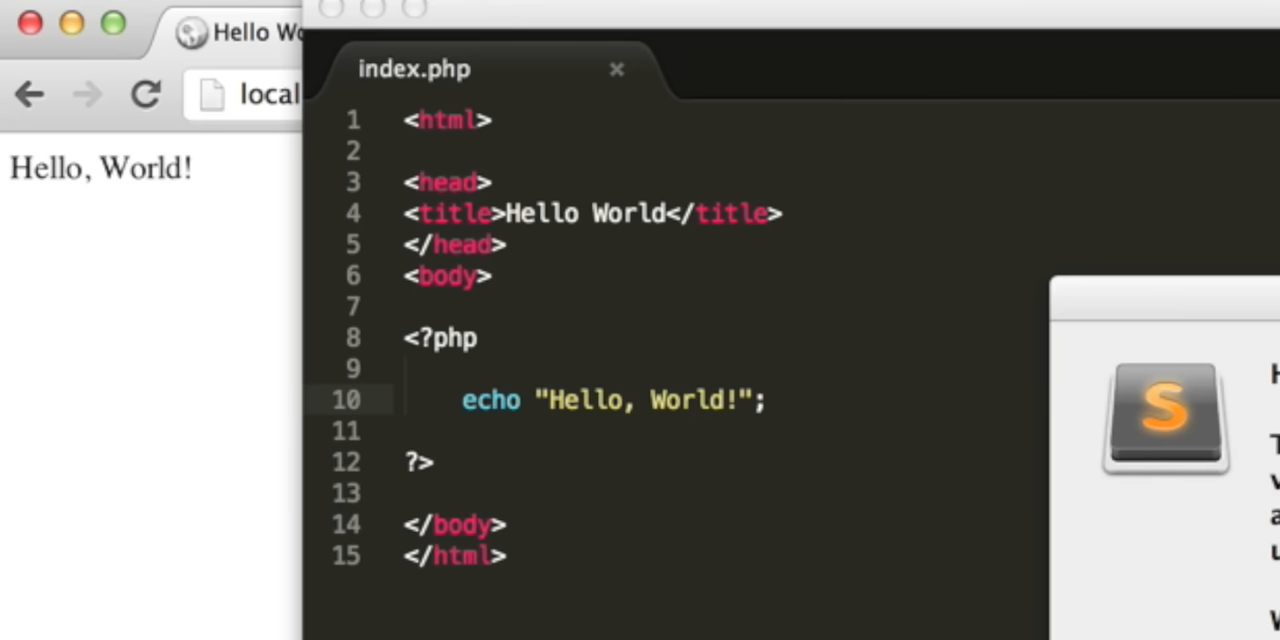 Hello Wo
local
Hello, World!
index.php
1 <html>
2
3 <head>
4 <title>Hello World</title>
5 </head>
6 <body>
7
8 <?php
9
10 echo "Hello, World!";
11
12 ?>
13
14 </body>
15 </html>
S